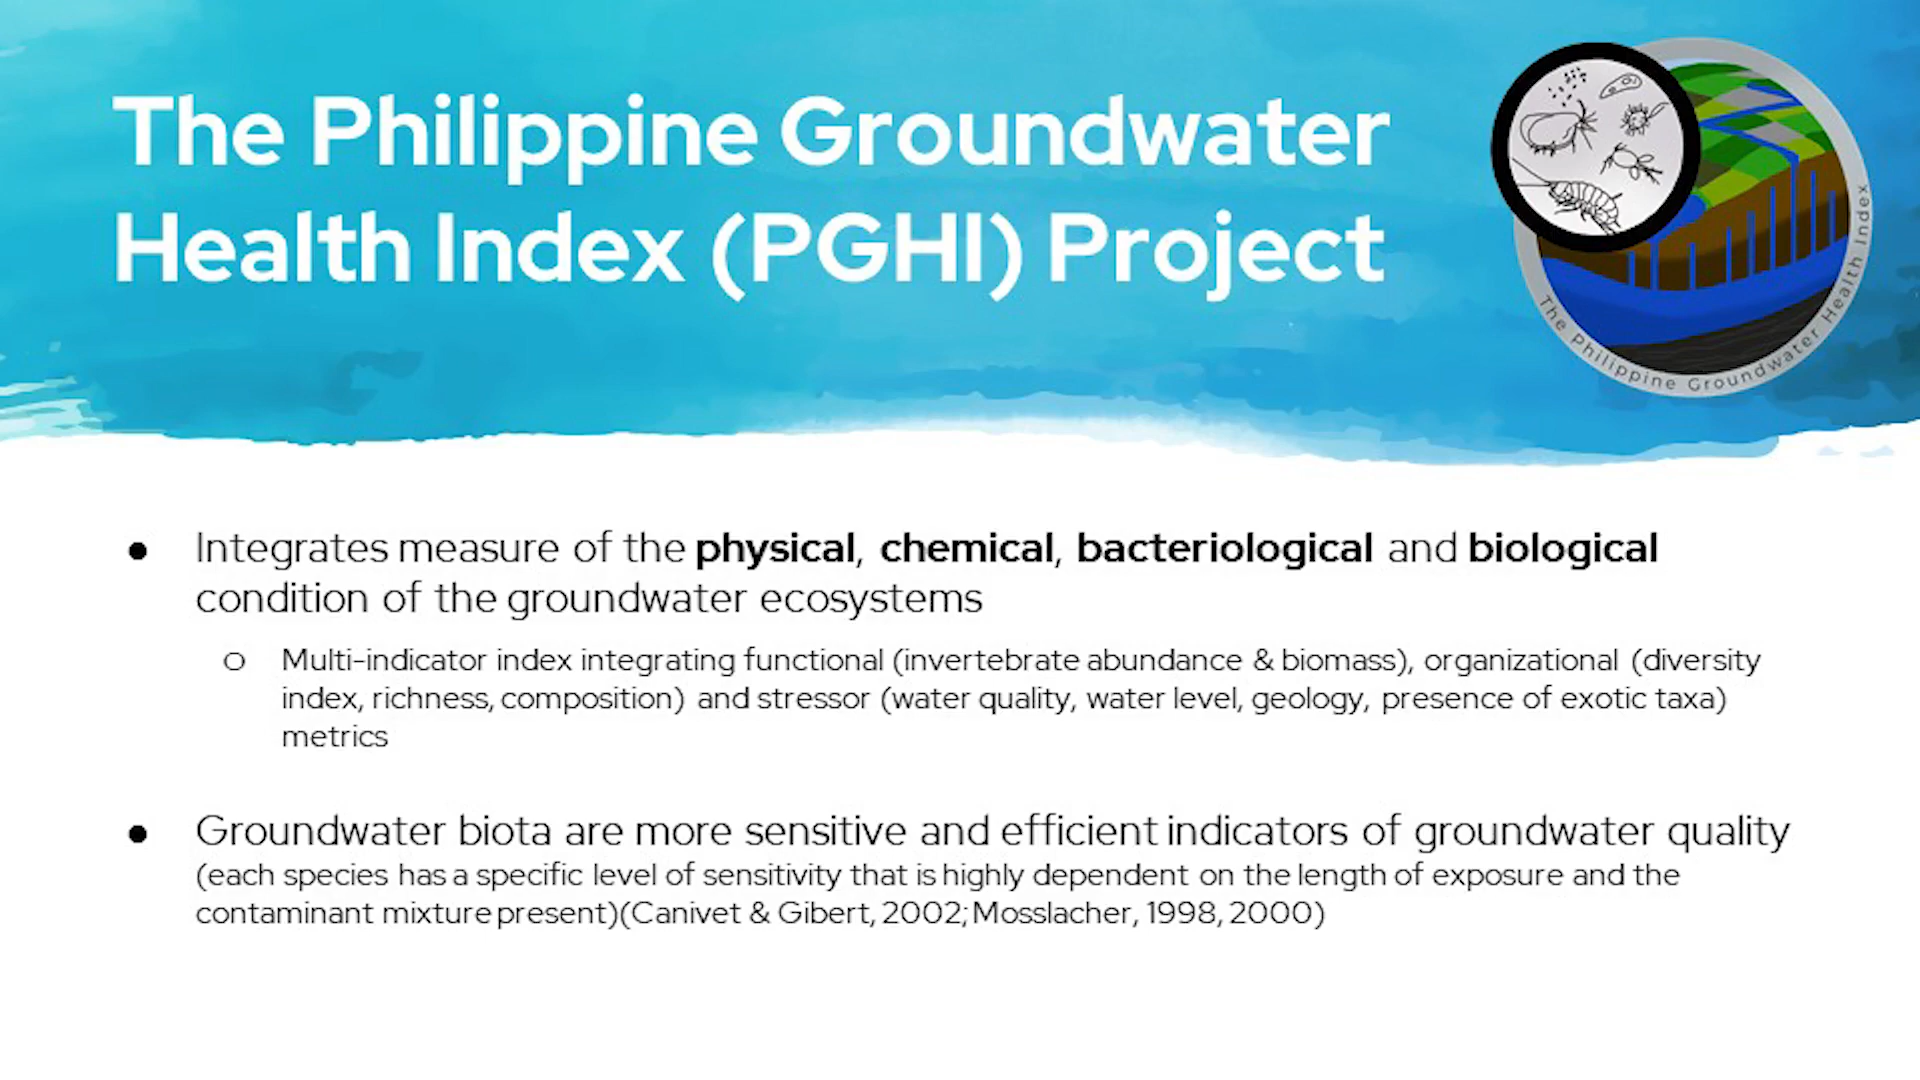 The Philippine Groundwater
Health Index (PGHI) Project
The Philippine Groundwater Health Index
● Integrates measure of the physical, chemical, bacteriological and biological
condition of the groundwater ecosystems
○ Multi-indicator index integrating functional (invertebrate abundance & biomass), organizational (diversity
index, richness, composition) and stressor (water quality, water level, geology, presence of exotic taxa)
metrics
● Groundwater biota are more sensitive and efficient indicators of groundwater quality
(each species has a specific level of sensitivity that is highly dependent on the length of exposure and the
contaminant mixture present)(Canivet & Gibert, 2002; Mosslacher, 1998, 2000)